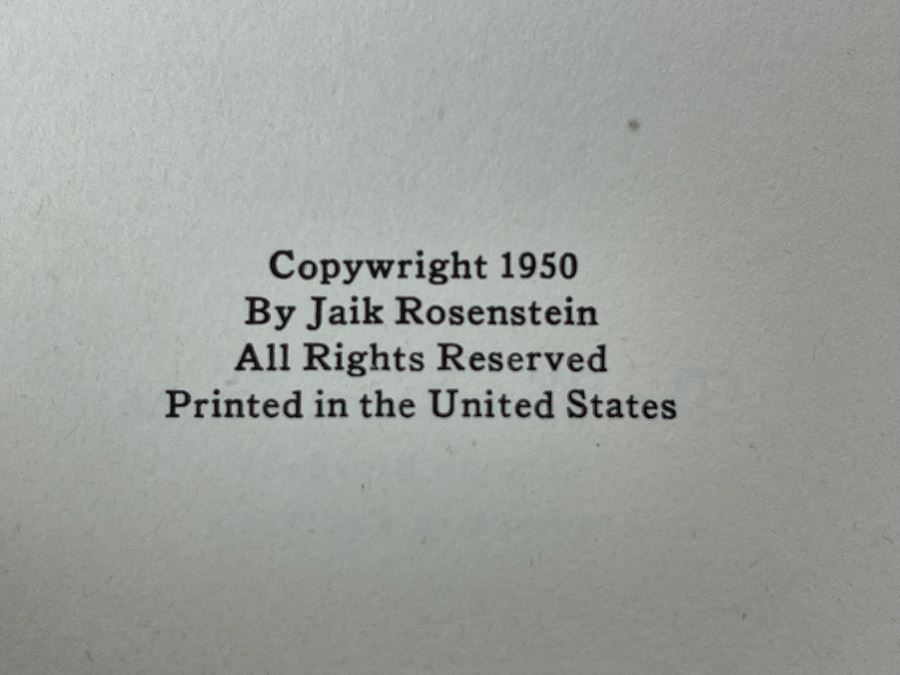 Copywright 1950
By Jaik Rosenstein
All Rights Reserved
Printed in the United States